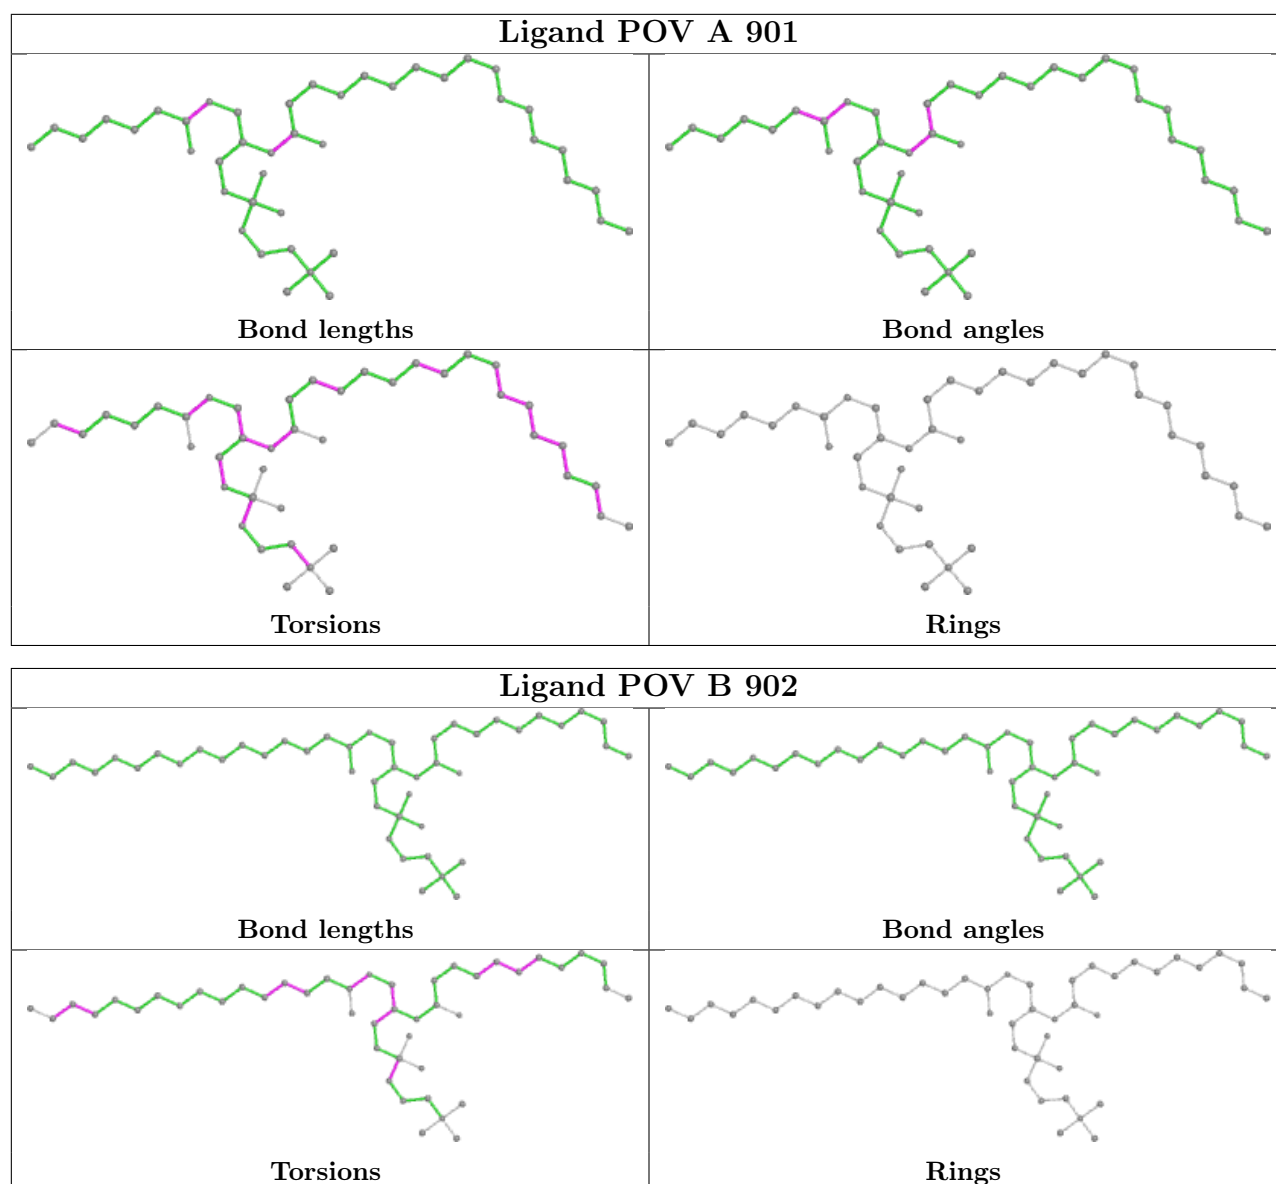 Ligand POV A 901
Bond lengths
Bond angles
Torsions
Rings
Ligand POV B 902
Bond lengths
Bond angles
Torsions
Rings